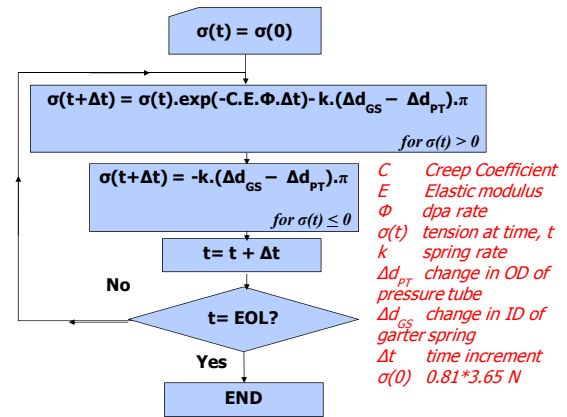 σ(t) = σ(0)
σ(t+Δt) = σ(t).exp(-C.E.Φ.Δt)- k.(Δd_GS – Δd_PT).π
for σ(t) > 0
σ(t+Δt) = -k.(Δd_GS – Δd_PT).π
for σ(t) ≤ 0
t= t + Δt
No
t= EOL?
Yes
END
C Creep Coefficient
E Elastic modulus
Φ dpa rate
σ(t) tension at time, t
k spring rate
Δd_PT change in OD of
pressure tube
Δd_GS change in ID of
garter spring
Δt time increment
σ(0) 0.81*3.65 N